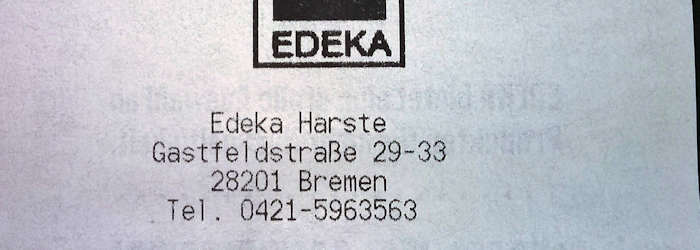 EDEKA
Edeka Harste
Gastfeldstraße 29-33
28201 Bremen
Tel. 0421-5963563